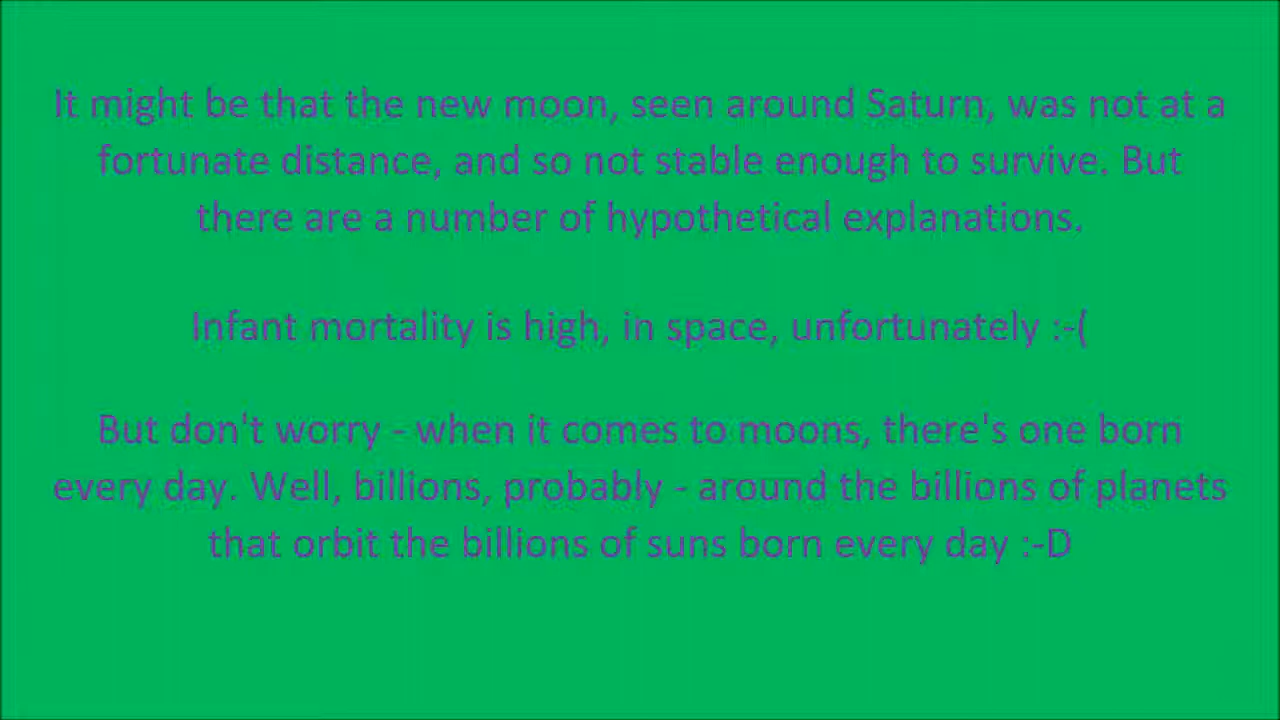 It might be that the new moon, seen around Saturn, was not at a
fortunate distance, and so not stable enough to survive. But
there are a number of hypothetical explanations.
Infant mortality is high, in space, unfortunately :-(
But don't worry - when it comes to moons, there's one born
every day. Well, billions, probably - around the billions of planets
that orbit the billions of suns born every day :-D